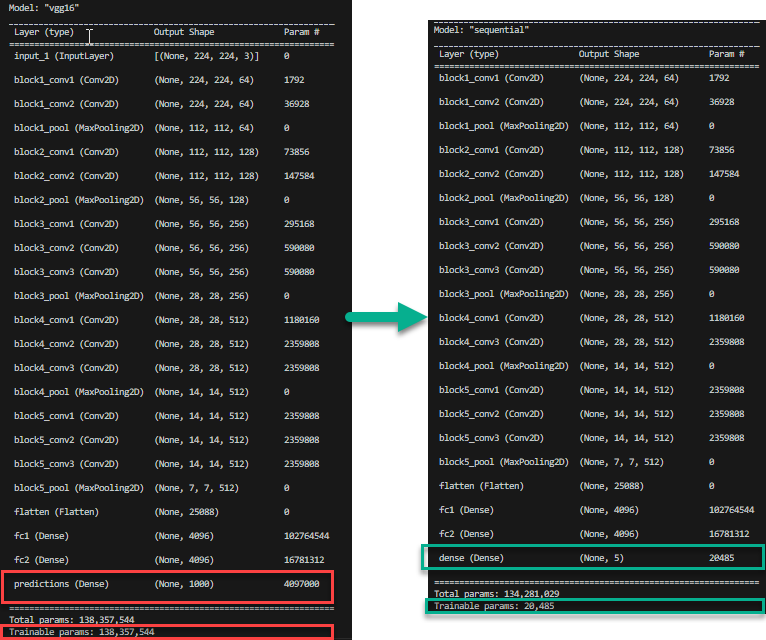 Model: "vgg16"
Layer (type) Output Shape Param #
input_1 (InputLayer) [(None, 224, 224, 3)] 0
block1_conv1 (Conv2D) (None, 224, 224, 64) 1792
block1_conv2 (Conv2D) (None, 224, 224, 64) 36928
block1_pool (MaxPooling2D) (None, 112, 112, 64) 0
block2_conv1 (Conv2D) (None, 112, 112, 128) 73856
block2_conv2 (Conv2D) (None, 112, 112, 128) 147584
block2_pool (MaxPooling2D) (None, 56, 56, 128) 0
block3_conv1 (Conv2D) (None, 56, 56, 256) 295168
block3_conv2 (Conv2D) (None, 56, 56, 256) 590080
block3_conv3 (Conv2D) (None, 56, 56, 256) 590080
block3_pool (MaxPooling2D) (None, 28, 28, 256) 0
block4_conv1 (Conv2D) (None, 28, 28, 512) 1180160
block4_conv2 (Conv2D) (None, 28, 28, 512) 2359808
block4_conv3 (Conv2D) (None, 28, 28, 512) 2359808
block4_pool (MaxPooling2D) (None, 14, 14, 512) 0
block5_conv1 (Conv2D) (None, 14, 14, 512) 2359808
block5_conv2 (Conv2D) (None, 14, 14, 512) 2359808
block5_conv3 (Conv2D) (None, 14, 14, 512) 2359808
block5_pool (MaxPooling2D) (None, 7, 7, 512) 0
flatten (Flatten) (None, 25088) 0
fc1 (Dense) (None, 4096) 102764544
fc2 (Dense) (None, 4096) 16781312
predictions (Dense) (None, 1000) 4097000
Total params: 138,357,544
Trainable params: 138,357,544
Model: "sequential"
Layer (type) Output Shape Param #
block1_conv1 (Conv2D) (None, 224, 224, 64) 1792
block1_conv2 (Conv2D) (None, 224, 224, 64) 36928
block1_pool (MaxPooling2D) (None, 112, 112, 64) 0
block2_conv1 (Conv2D) (None, 112, 112, 128) 73856
block2_conv2 (Conv2D) (None, 112, 112, 128) 147584
block2_pool (MaxPooling2D) (None, 56, 56, 128) 0
block3_conv1 (Conv2D) (None, 56, 56, 256) 295168
block3_conv2 (Conv2D) (None, 56, 56, 256) 590080
block3_conv3 (Conv2D) (None, 56, 56, 256) 590080
block3_pool (MaxPooling2D) (None, 28, 28, 256) 0
block4_conv1 (Conv2D) (None, 28, 28, 512) 1180160
block4_conv3 (Conv2D) (None, 28, 28, 512) 2359808
block4_pool (MaxPooling2D) (None, 14, 14, 512) 0
block5_conv1 (Conv2D) (None, 14, 14, 512) 2359808
block5_conv2 (Conv2D) (None, 14, 14, 512) 2359808
block5_conv3 (Conv2D) (None, 14, 14, 512) 2359808
block5_pool (MaxPooling2D) (None, 7, 7, 512) 0
flatten (Flatten) (None, 25088) 0
fc1 (Dense) (None, 4096) 102764544
fc2 (Dense) (None, 4096) 16781312
dense (Dense) (None, 5) 20485
Total params: 134,281,029
Trainable params: 20,485